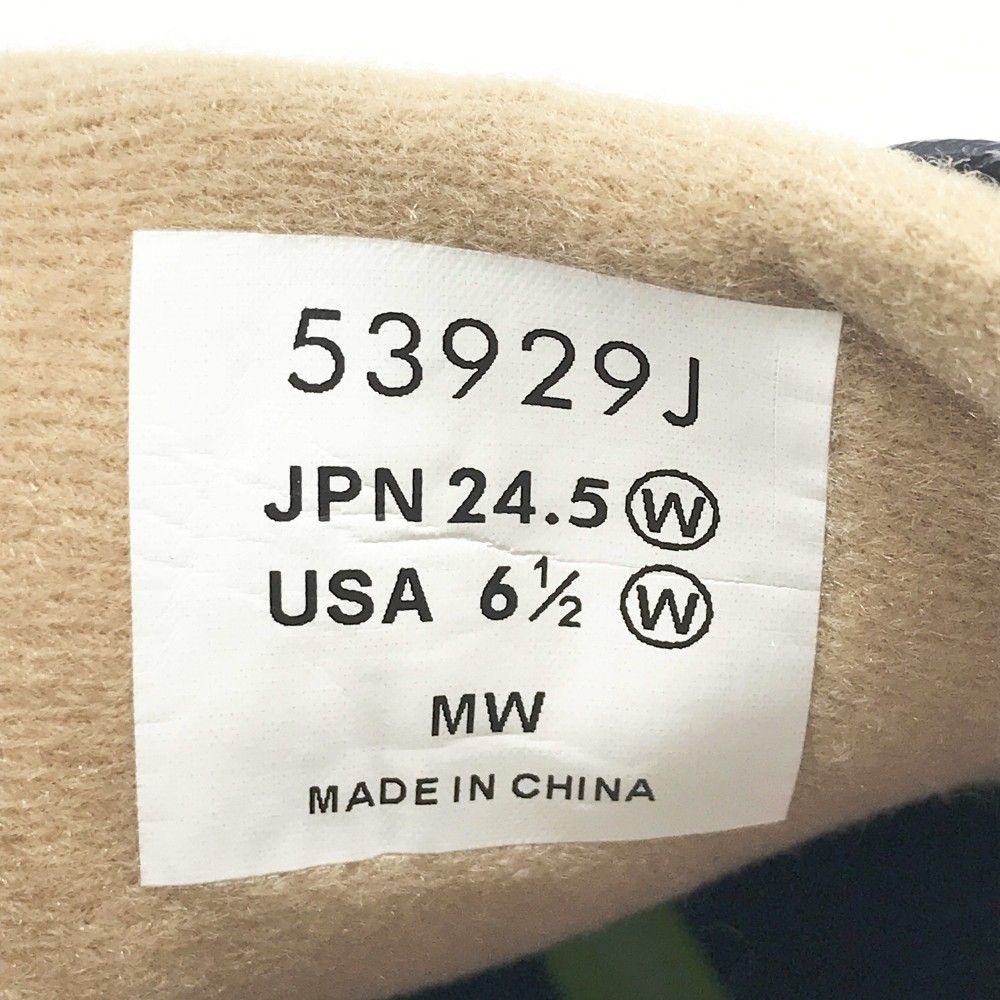 53929J
JPN 24.5 Ⓦ
USA 6½ Ⓦ
MW
MADE IN CHINA